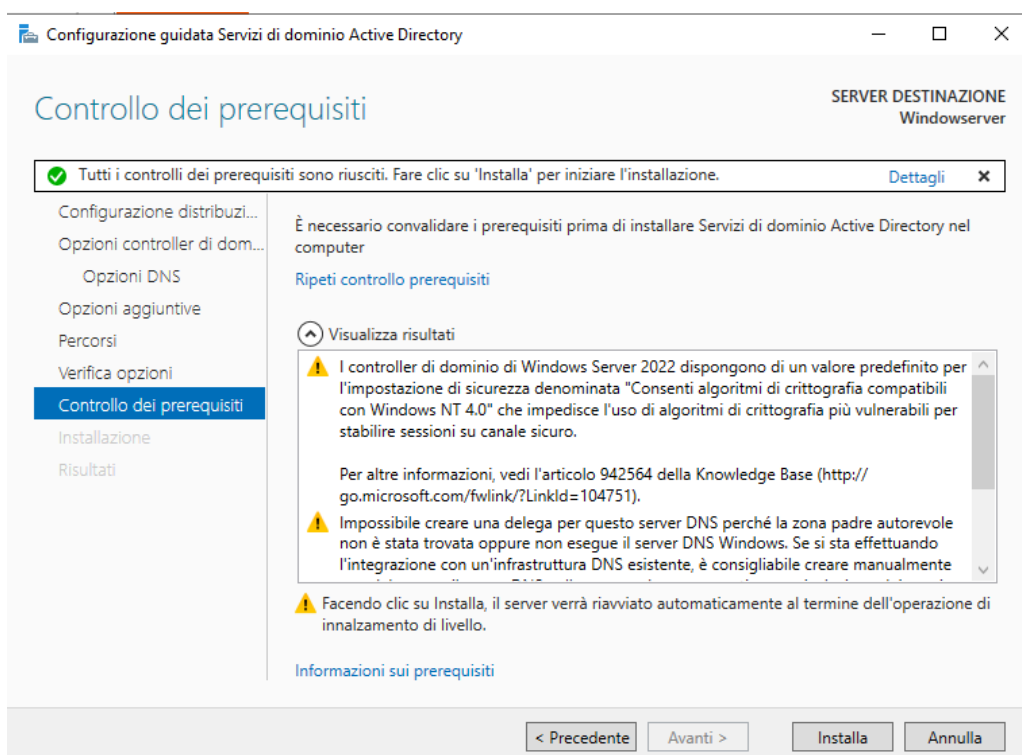 Configurazione guidata Servizi di dominio Active Directory
Controllo dei prerequisiti
SERVER DESTINAZIONE
Windowserver
Tutti i controlli dei prerequisiti sono riusciti. Fare clic su 'Installa' per iniziare l'installazione.
Dettagli
Configurazione distribuzi...
Opzioni controller di dom...
Opzioni DNS
Opzioni aggiuntive
Percorsi
Verifica opzioni
Controllo dei prerequisiti
Installazione
Risultati
È necessario convalidare i prerequisiti prima di installare Servizi di dominio Active Directory nel
computer
Ripeti controllo prerequisiti
Visualizza risultati
I controller di dominio di Windows Server 2022 dispongono di un valore predefinito per
l'impostazione di sicurezza denominata "Consenti algoritmi di crittografia compatibili
con Windows NT 4.0" che impedisce l'uso di algoritmi di crittografia più vulnerabili per
stabilire sessioni su canale sicuro.
Per altre informazioni, vedi l'articolo 942564 della Knowledge Base (http://
go.microsoft.com/fwlink/?LinkId=104751).
Impossibile creare una delega per questo server DNS perché la zona padre autorevole
non è stata trovata oppure non esegue il server DNS Windows. Se si sta effettuando
l'integrazione con un'infrastruttura DNS esistente, è consigliabile creare manualmente
Facendo clic su Installa, il server verrà riavviato automaticamente al termine dell'operazione di
innalzamento di livello.
Informazioni sui prerequisiti
< Precedente
Avanti >
Installa
Annulla